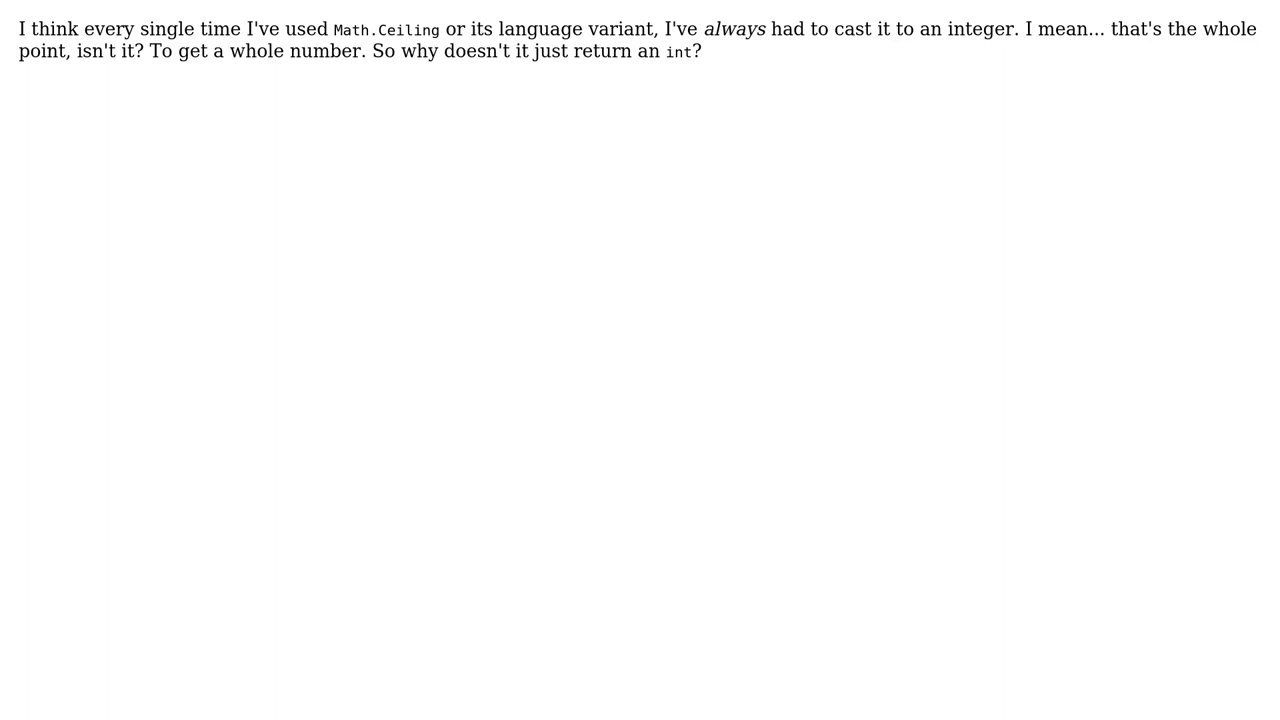 I think every single time I've used Math.Ceiling or its language variant, I've always had to cast it to an integer. I mean... that's the whole
point, isn't it? To get a whole number. So why doesn't it just return an int?